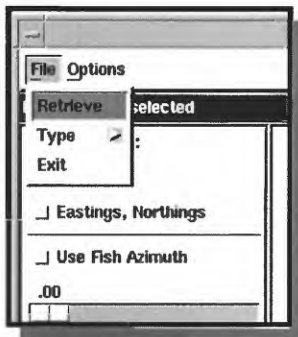 File Options
Retrieve selected
Type :
Exit
Eastings, Northings
Use Fish Azimuth
.00